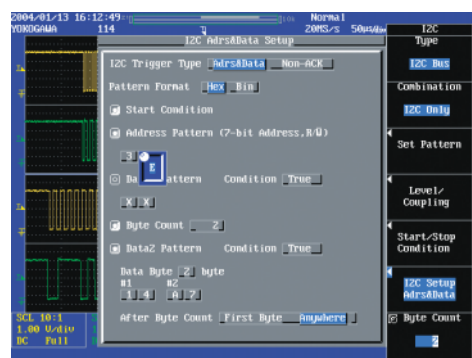 2004/01/13 16:12:49
Normal
YOKOGAWA 114 20MS/s 50µs/div
I2C
Type
I2C Adrs&Data Setup
I2C Trigger Type Adrs&Data Non-ACK
I2C Bus
Pattern Format Hex Bin
Combination
I2C Only
Start Condition
Address Pattern (7-bit Address,R/W)
Set Pattern
3
E
Pattern Condition True
Level/
Coupling
X X
Byte Count 2
Start/Stop
Condition
Data2 Pattern Condition True
Data Byte 2 byte
#1 #2
1 4 A 7
I2C Setup
Adrs&Data
After Byte Count First Byte Anywhere
SCL 10:1
1.00 V/div
DC Full
Byte Count
2